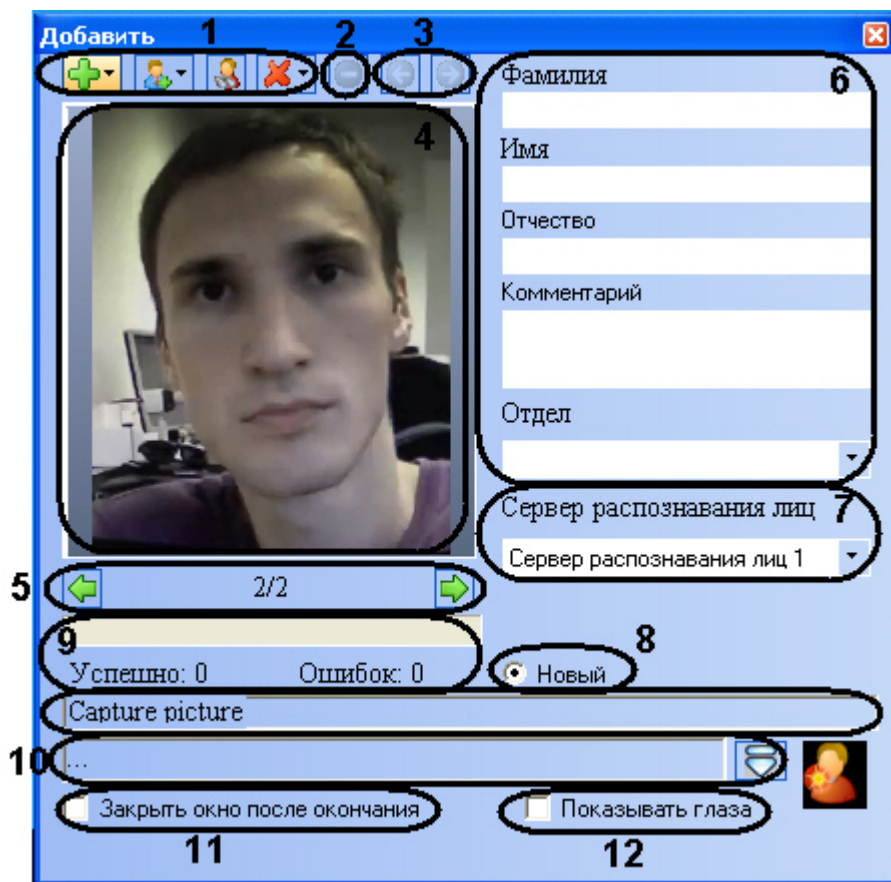 Добавить
1
2
3
Фамилия
6
4
Имя
Отчество
Комментарий
Отдел
Сервер распознавания лиц
7
Сервер распознавания лиц 1
5
2/2
9
8
Успешно: 0 Ошибок: 0
Новый
Capture picture
10
...
Закрыть окно после окончания
Показывать глаза
11
12